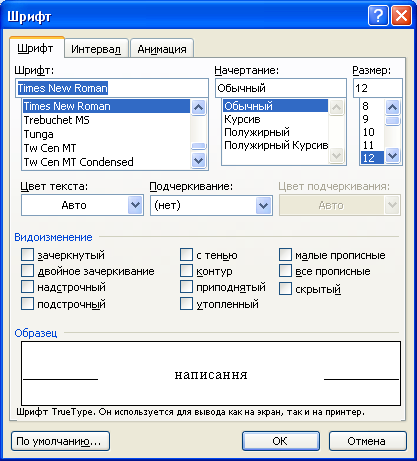 Шрифт
Шрифт Интервал Анимация
Шрифт: Начертание: Размер:
Times New Roman Обычный 12
Times New Roman Обычный 8
Trebuchet MS Курсив 9
Tunga Полужирный 10
Tw Cen MT Полужирный Курсив 11
Tw Cen MT Condensed 12
Цвет текста: Подчеркивание: Цвет подчеркивания:
Авто (нет) Авто
Видоизменение
зачеркнутый с тенью малые прописные
двойное зачеркивание контур все прописные
надстрочный приподнятый скрытый
подстрочный утопленный
Образец
написання
Шрифт TrueType. Он используется для вывода как на экран, так и на принтер.
По умолчанию... ОК Отмена